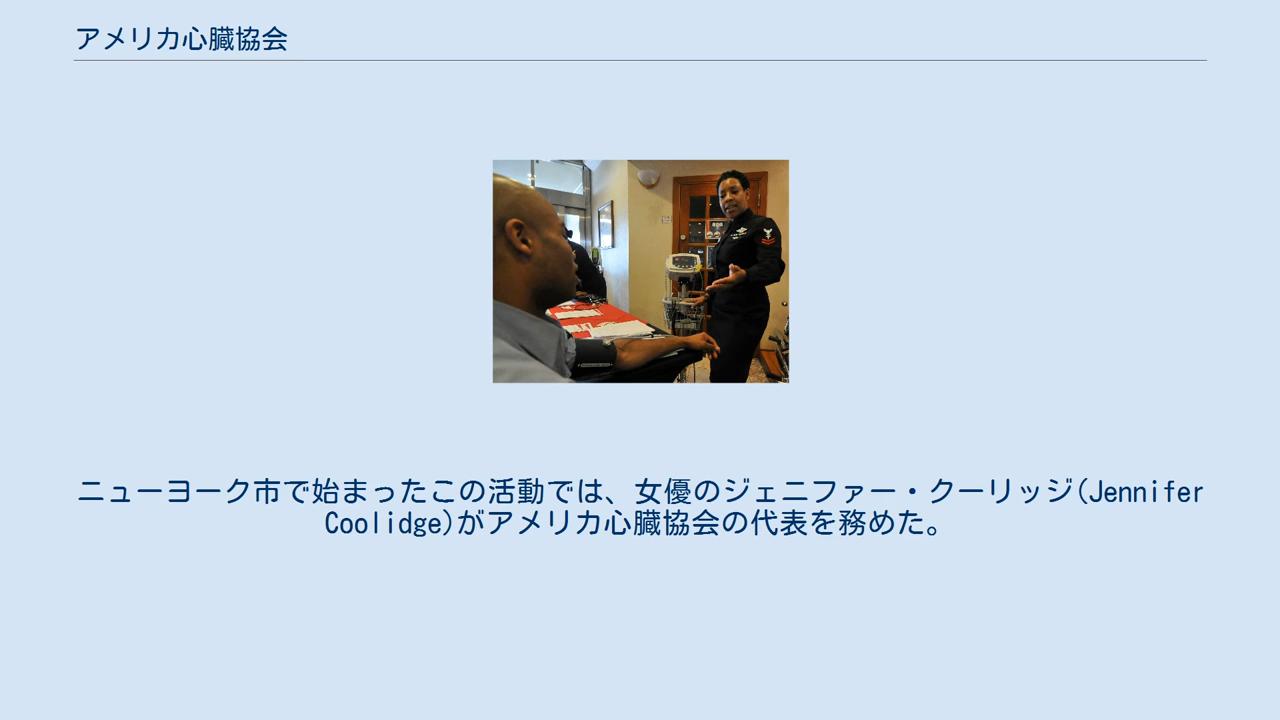 アメリカ心臓協会
ニューヨーク市で始まったこの活動では、女優のジェニファー・クーリッジ(Jennifer
Coolidge)がアメリカ心臓協会の代表を務めた。